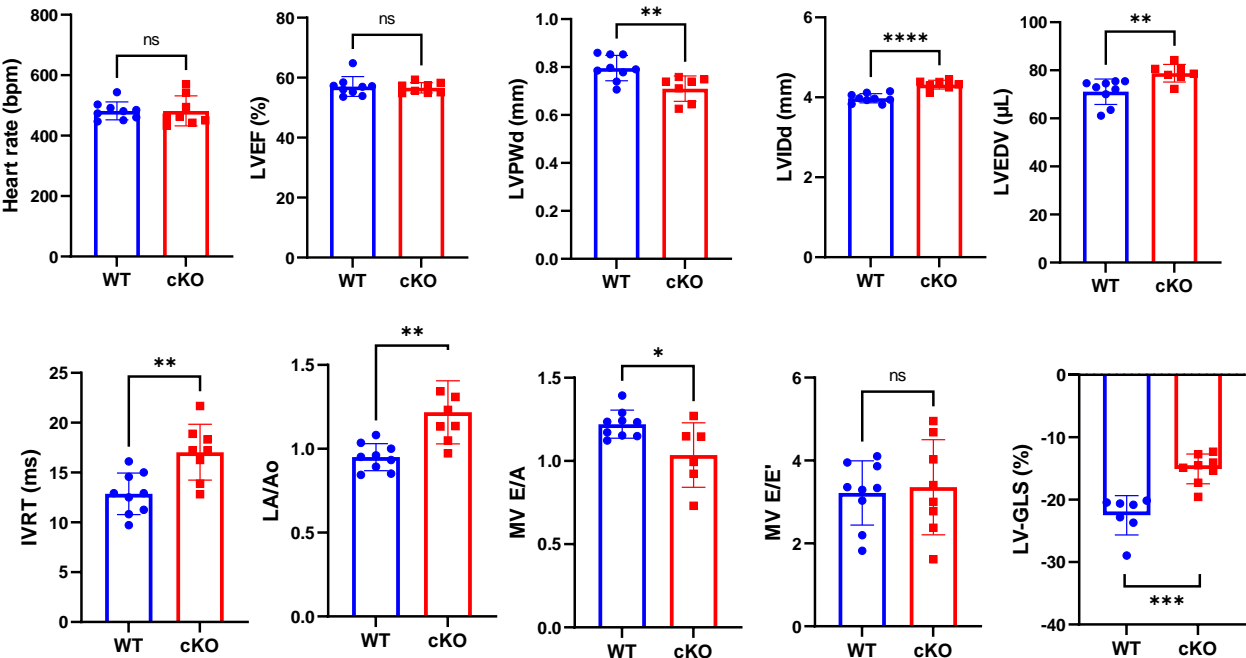 Heart rate (bpm)
800
600
400
200
0
ns
WT cKO
LVEF (%)
80
60
40
20
0
ns
WT cKO
LVPWd (mm)
1.0
0.8
0.6
0.4
0.2
0.0
**
WT cKO
LVIDd (mm)
6
4
2
0
****
WT cKO
LVEDV (µL)
100
80
60
40
20
0
**
WT cKO
IVRT (ms)
25
20
15
10
5
0
**
WT cKO
LA/Ao
1.5
1.0
0.5
0.0
**
WT cKO
MV E/A
1.5
1.0
0.5
0.0
*
WT cKO
MV E/E'
6
4
2
0
ns
WT cKO
LV-GLS (%)
0
-10
-20
-30
-40
***
WT cKO